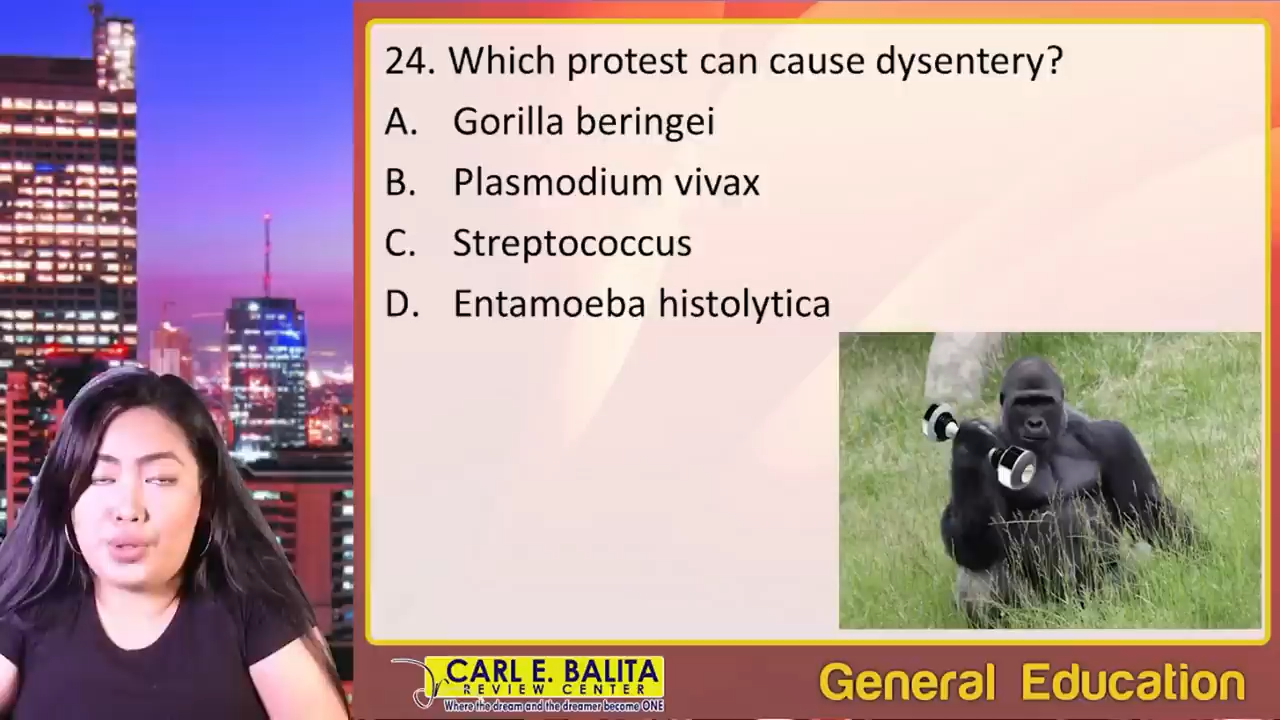 24. Which protest can cause dysentery?
A. Gorilla beringei
B. Plasmodium vivax
C. Streptococcus
D. Entamoeba histolytica
Dr. CARL E. BALITA
REVIEW CENTER
Where the dream and the dreamer become ONE
General Education